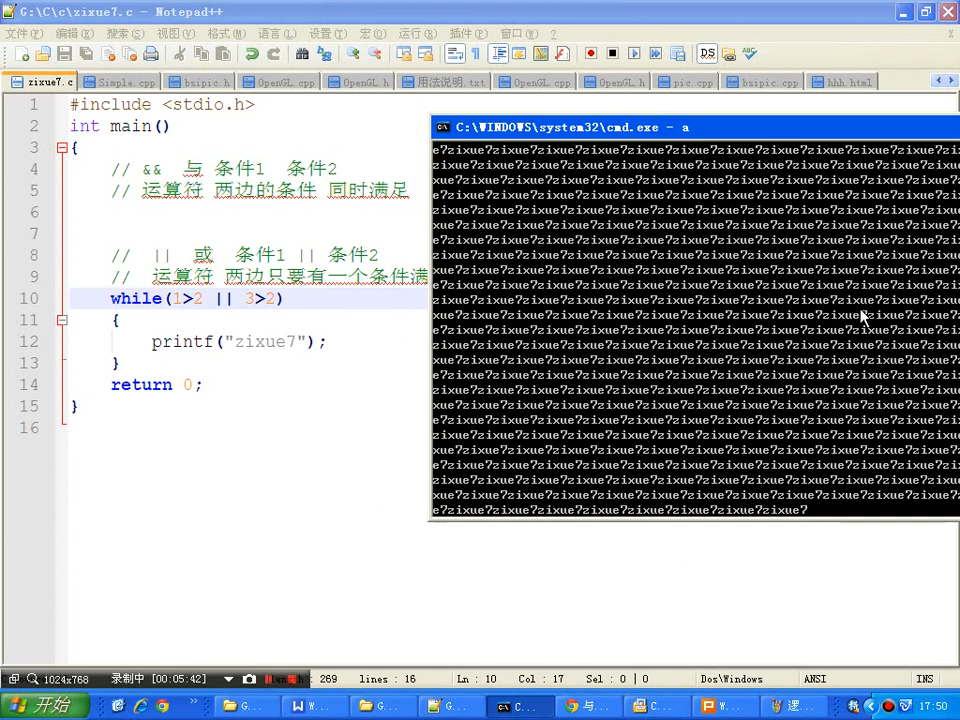 G:\C\c\zixue7.c - Notepad++
文件(F) 编辑(E) 搜索(S) 视图(V) 格式(M) 语言(L) 设置(T) 宏(O) 运行(R) 插件(P) 窗口(W) ?
zixue7.c Simple.cpp bsipic.h OpenGL.cpp OpenGL.h 用法说明.txt OpenGL.cpp OpenGL.h pic.cpp bsipic.cpp hhh.html
1 #include <stdio.h>
2 int main()
3 {
4 // && 与 条件1 条件2
5 // 运算符 两边的条件 同时满足
6
7
8 // || 或 条件1 || 条件2
9 // 运算符 两边只要有一个条件满
10 while(1>2 || 3>2)
11 {
12 printf("zixue7");
13 }
14 return 0;
15 }
16
C:\WINDOWS\system32\cmd.exe - a
e7zixue7zixue7zixue7zixue7zixue7zixue7zixue7zixue7zixue7zixue7zixue7
e7zixue7zixue7zixue7zixue7zixue7zixue7zixue7zixue7
1024x768 录制中 [00:05:42] 269 lines : 16 Ln : 10 Col : 17 Sel : 0 | 0 Dos\Windows ANSI INS
开始 G... W... G... G... C... 与... C... W... 逻... 17:50